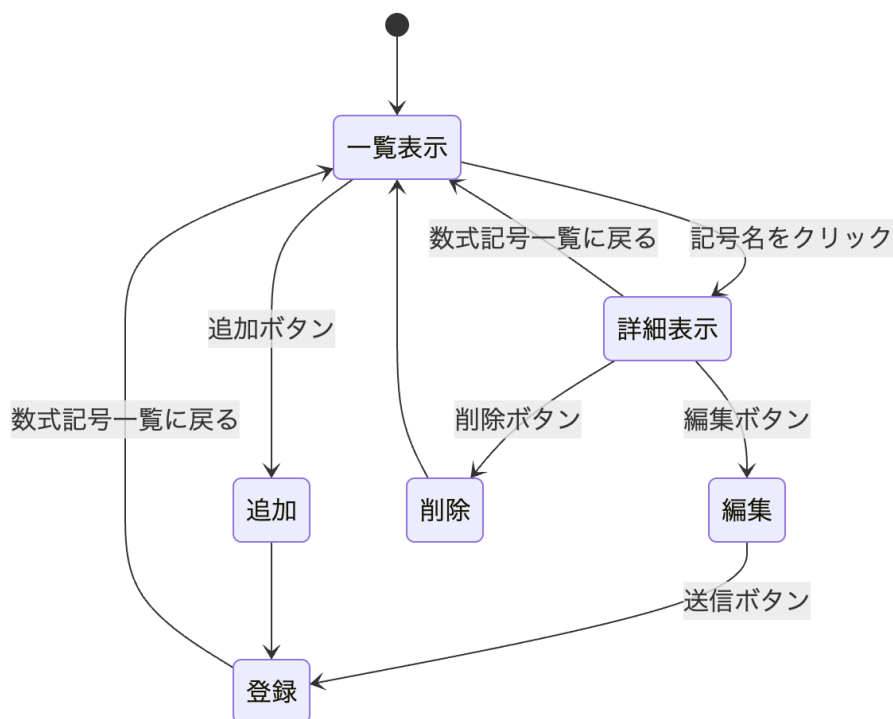 一覧表示
数式記号一覧に戻る
記号名をクリック
追加ボタン
詳細表示
数式記号一覧に戻る
削除ボタン
編集ボタン
追加
削除
編集
送信ボタン
登録